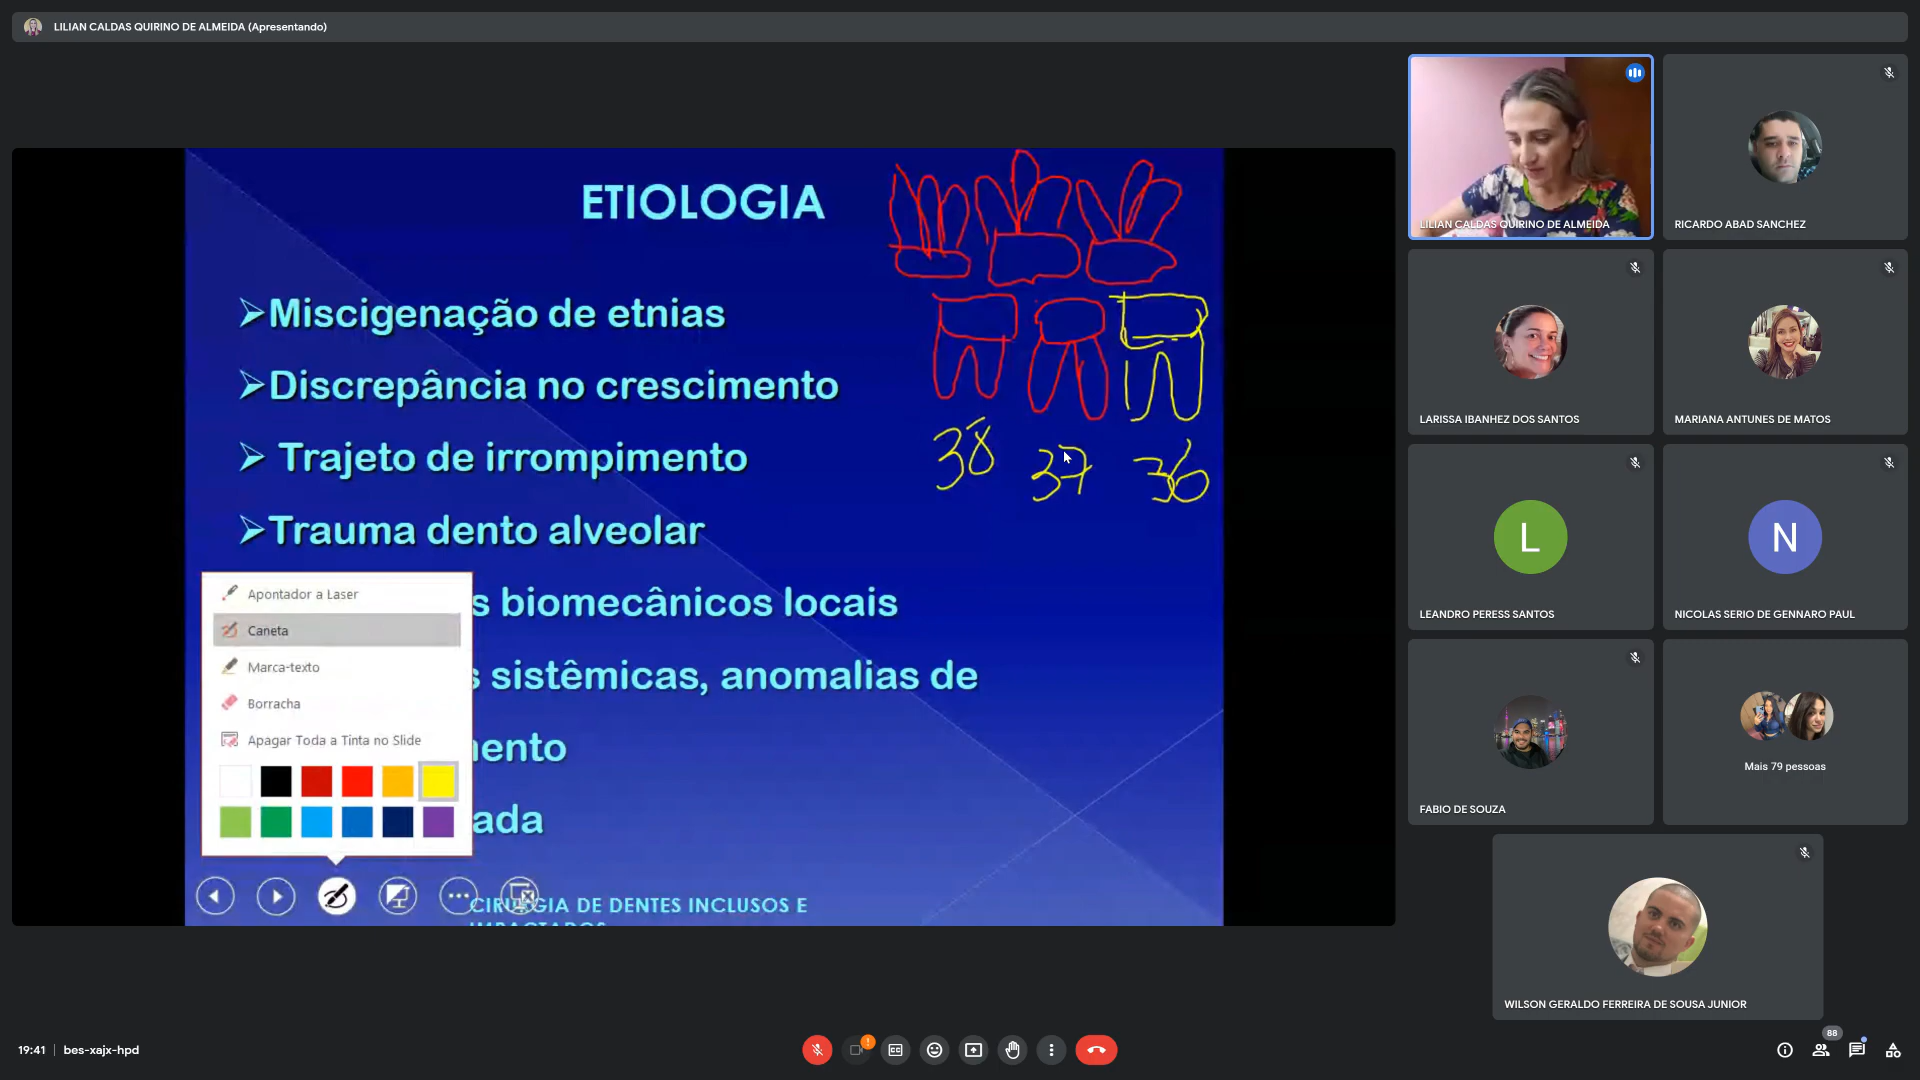 LILIAN CALDAS QUIRINO DE ALMEIDA (Apresentando)
ETIOLOGIA
➢Miscigenação de etnias
➢Discrepância no crescimento
➢ Trajeto de irrompimento
➢Trauma dento alveolar
s biomecânicos locais
s sistêmicas, anomalias de
mento
ada
CIRURGIA DE DENTES INCLUSOS E
IMPACTADOS
38 37 36
Apontador a Laser
Caneta
Marca-texto
Borracha
Apagar Toda a Tinta no Slide
LILIAN CALDAS QUIRINO DE ALMEIDA
RICARDO ABAD SANCHEZ
LARISSA IBANHEZ DOS SANTOS
MARIANA ANTUNES DE MATOS
L
LEANDRO PERESS SANTOS
N
NICOLAS SERIO DE GENNARO PAUL
FABIO DE SOUZA
Mais 79 pessoas
WILSON GERALDO FERREIRA DE SOUSA JUNIOR
19:41 | bes-xajx-hpd
88